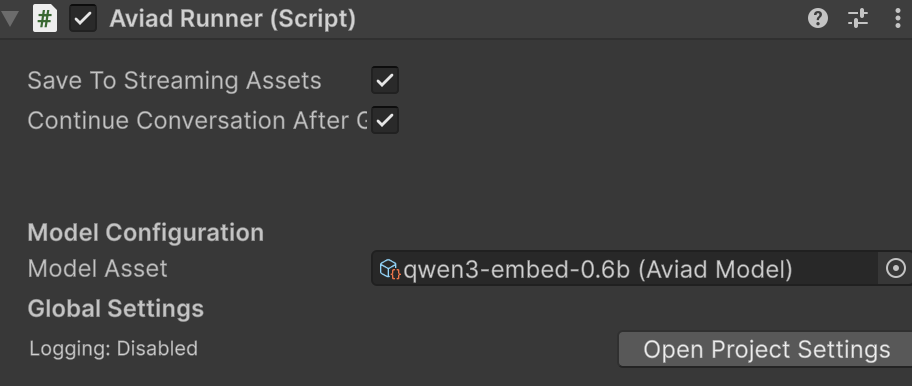 Aviad Runner (Script)
Save To Streaming Assets
Continue Conversation After G
Model Configuration
Model Asset qwen3-embed-0.6b (Aviad Model)
Global Settings
Logging: Disabled Open Project Settings